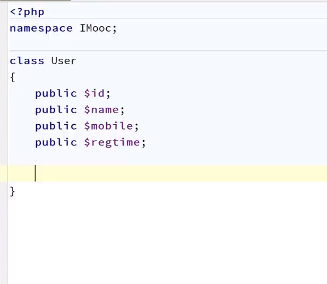 <?php
namespace IMooc;
class User
{
    public $id;
    public $name;
    public $mobile;
    public $regtime;
}